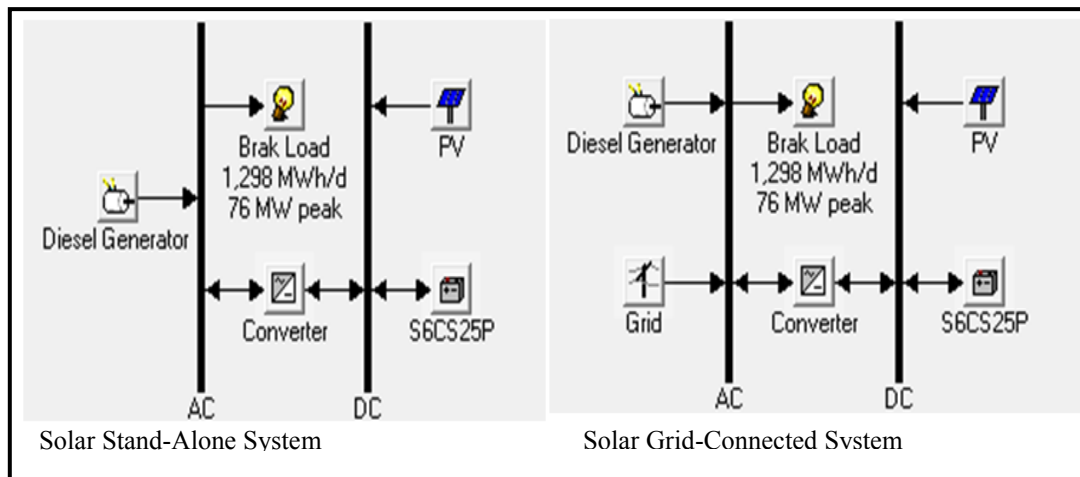 Brak Load
1,298 MWh/d
76 MW peak
PV
Diesel Generator
Converter
S6CS25P
AC
DC
Solar Stand-Alone System
Diesel Generator
Brak Load
1,298 MWh/d
76 MW peak
PV
Grid
Converter
S6CS25P
AC
DC
Solar Grid-Connected System